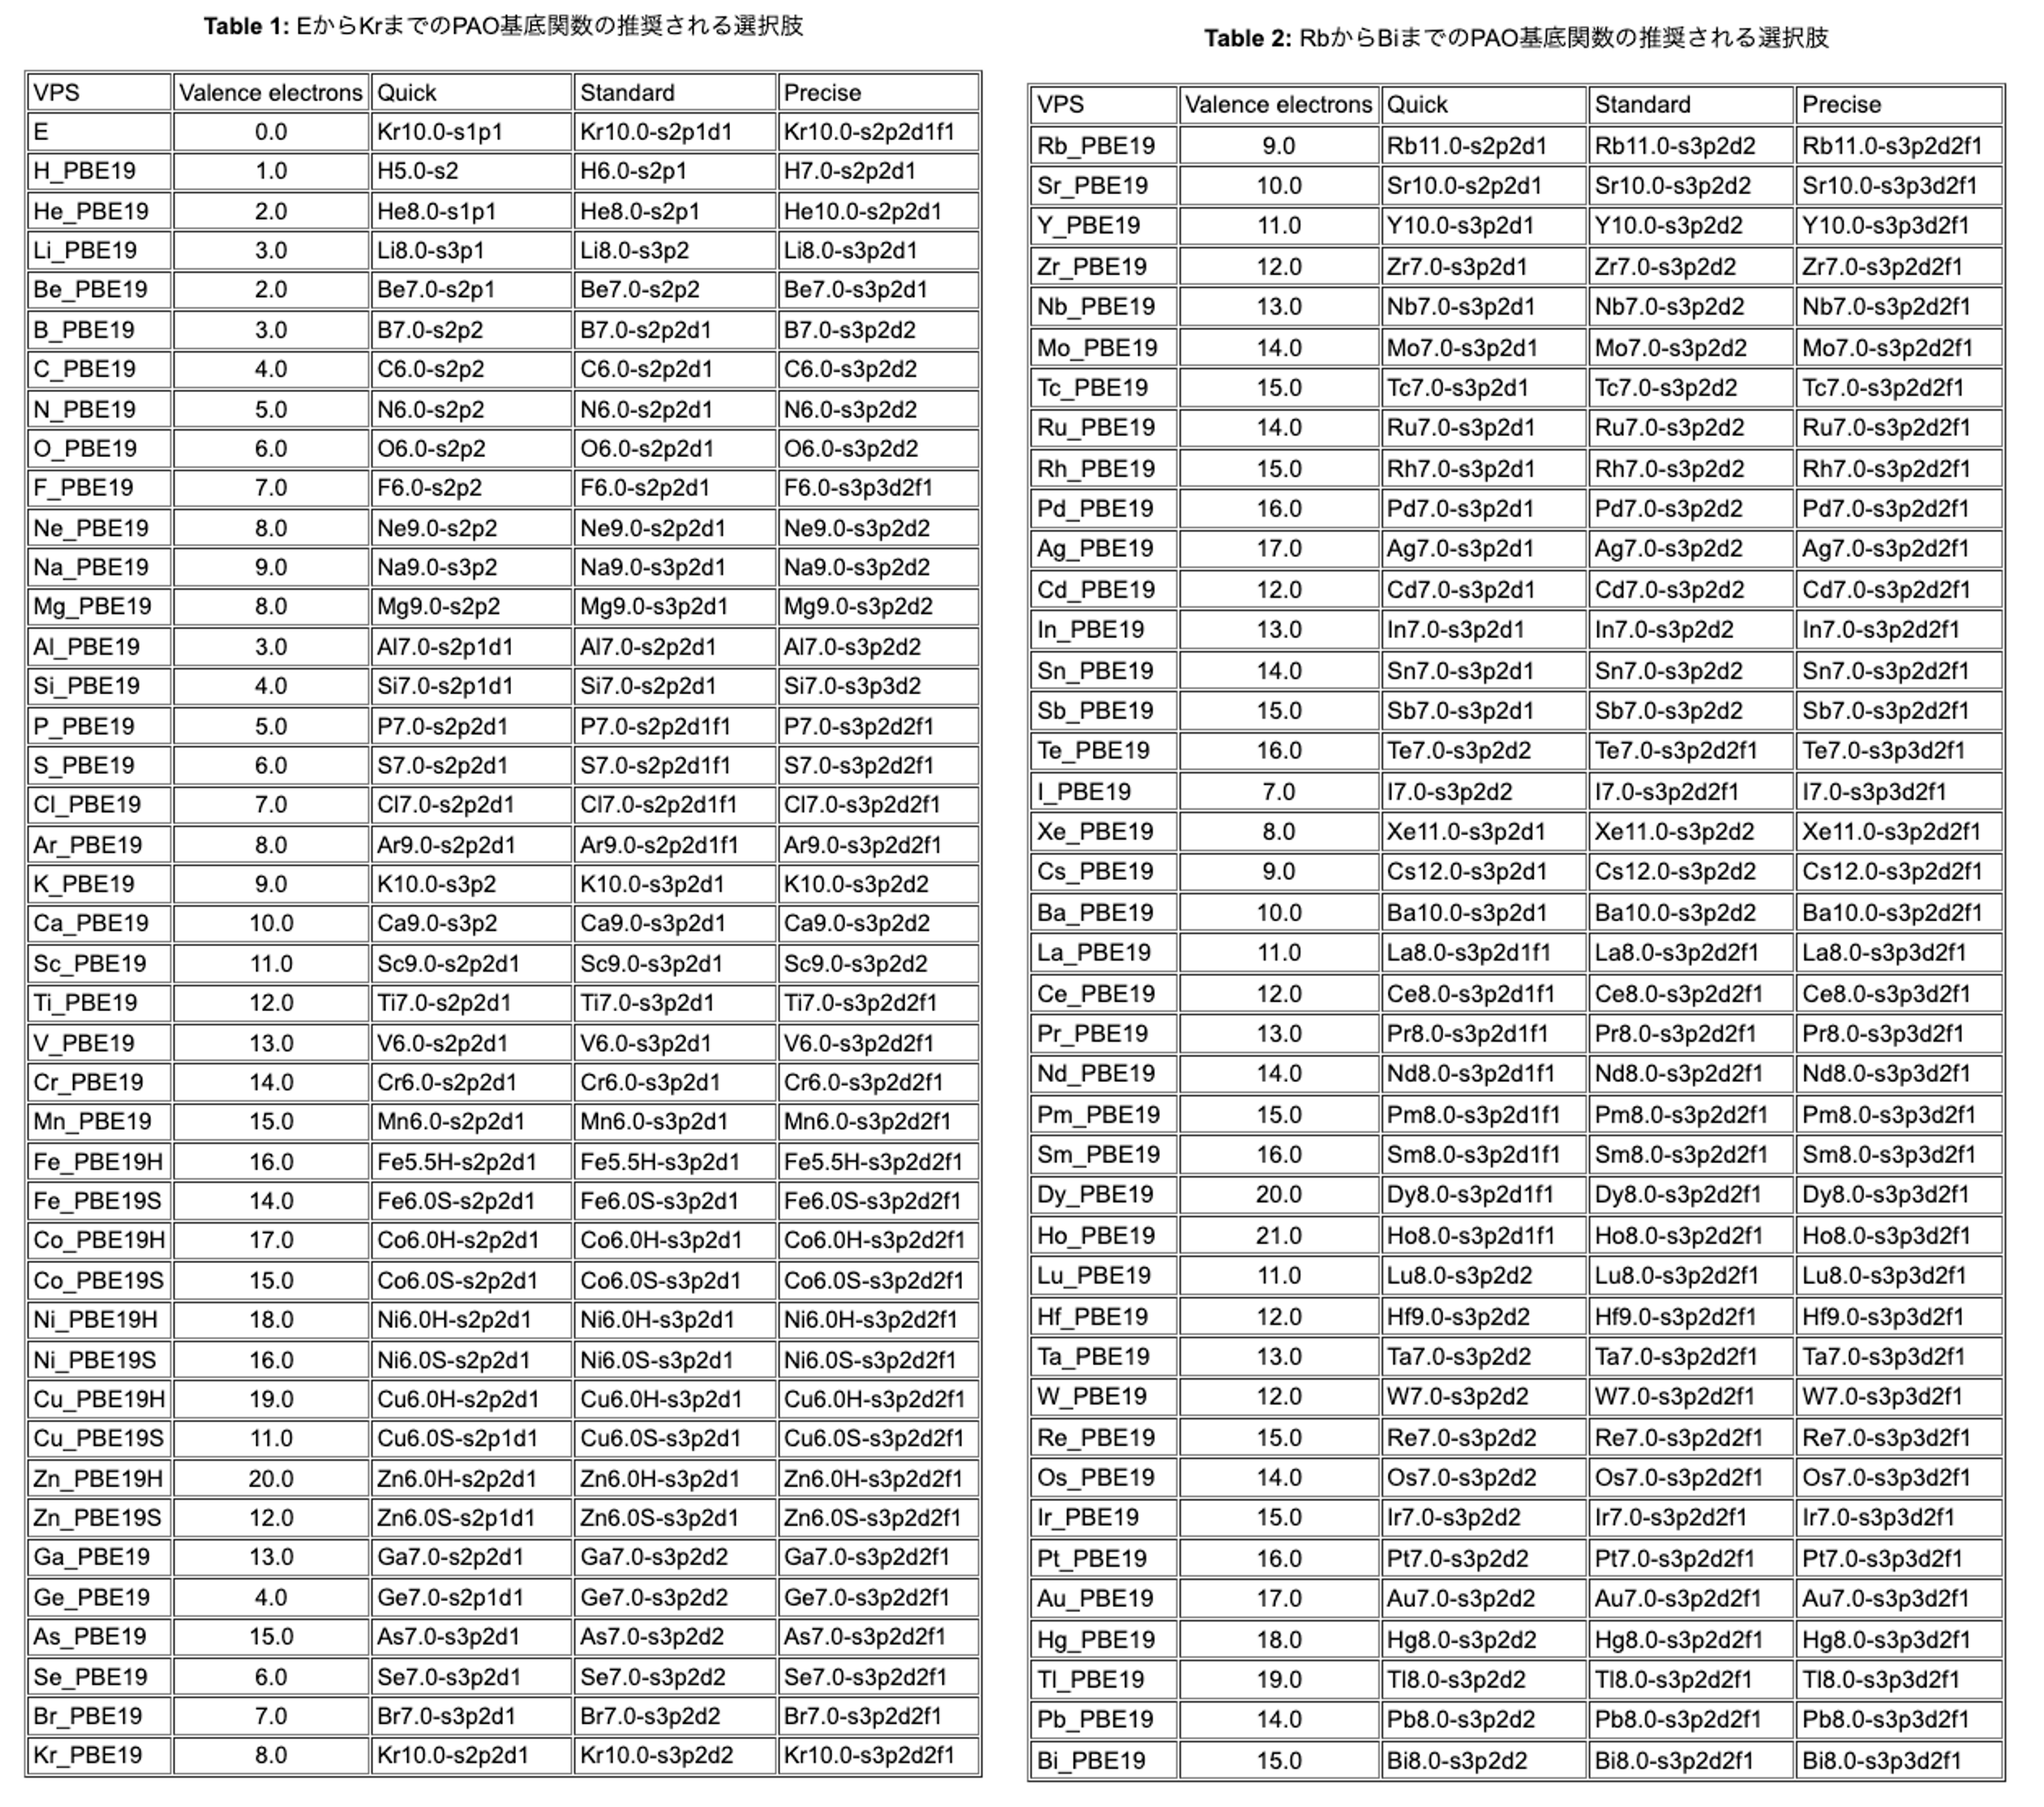 Table 1: EからKrまでのPAO基底関数の推奨される選択肢
VPS Valence electrons Quick Standard Precise
E 0.0 Kr10.0-s1p1 Kr10.0-s2p1d1 Kr10.0-s2p2d1f1
H_PBE19 1.0 H5.0-s2 H6.0-s2p1 H7.0-s2p2d1
He_PBE19 2.0 He8.0-s1p1 He8.0-s2p1 He10.0-s2p2d1
Li_PBE19 3.0 Li8.0-s3p1 Li8.0-s3p2 Li8.0-s3p2d1
Be_PBE19 2.0 Be7.0-s2p1 Be7.0-s2p2 Be7.0-s3p2d1
B_PBE19 3.0 B7.0-s2p2 B7.0-s2p2d1 B7.0-s3p2d2
C_PBE19 4.0 C6.0-s2p2 C6.0-s2p2d1 C6.0-s3p2d2
N_PBE19 5.0 N6.0-s2p2 N6.0-s2p2d1 N6.0-s3p2d2
O_PBE19 6.0 O6.0-s2p2 O6.0-s2p2d1 O6.0-s3p2d2
F_PBE19 7.0 F6.0-s2p2 F6.0-s2p2d1 F6.0-s3p3d2f1
Ne_PBE19 8.0 Ne9.0-s2p2 Ne9.0-s2p2d1 Ne9.0-s3p2d2
Na_PBE19 9.0 Na9.0-s3p2 Na9.0-s3p2d1 Na9.0-s3p2d2
Mg_PBE19 8.0 Mg9.0-s2p2 Mg9.0-s3p2d1 Mg9.0-s3p2d2
Al_PBE19 3.0 Al7.0-s2p1d1 Al7.0-s2p2d1 Al7.0-s3p2d2
Si_PBE19 4.0 Si7.0-s2p1d1 Si7.0-s2p2d1 Si7.0-s3p3d2
P_PBE19 5.0 P7.0-s2p2d1 P7.0-s2p2d1f1 P7.0-s3p2d2f1
S_PBE19 6.0 S7.0-s2p2d1 S7.0-s2p2d1f1 S7.0-s3p2d2f1
Cl_PBE19 7.0 Cl7.0-s2p2d1 Cl7.0-s2p2d1f1 Cl7.0-s3p2d2f1
Ar_PBE19 8.0 Ar9.0-s2p2d1 Ar9.0-s2p2d1f1 Ar9.0-s3p2d2f1
K_PBE19 9.0 K10.0-s3p2 K10.0-s3p2d1 K10.0-s3p2d2
Ca_PBE19 10.0 Ca9.0-s3p2 Ca9.0-s3p2d1 Ca9.0-s3p2d2
Sc_PBE19 11.0 Sc9.0-s2p2d1 Sc9.0-s3p2d1 Sc9.0-s3p2d2
Ti_PBE19 12.0 Ti7.0-s2p2d1 Ti7.0-s3p2d1 Ti7.0-s3p2d2f1
V_PBE19 13.0 V6.0-s2p2d1 V6.0-s3p2d1 V6.0-s3p2d2f1
Cr_PBE19 14.0 Cr6.0-s2p2d1 Cr6.0-s3p2d1 Cr6.0-s3p2d2f1
Mn_PBE19 15.0 Mn6.0-s2p2d1 Mn6.0-s3p2d1 Mn6.0-s3p2d2f1
Fe_PBE19H 16.0 Fe5.5H-s2p2d1 Fe5.5H-s3p2d1 Fe5.5H-s3p2d2f1
Fe_PBE19S 14.0 Fe6.0S-s2p2d1 Fe6.0S-s3p2d1 Fe6.0S-s3p2d2f1
Co_PBE19H 17.0 Co6.0H-s2p2d1 Co6.0H-s3p2d1 Co6.0H-s3p2d2f1
Co_PBE19S 15.0 Co6.0S-s2p2d1 Co6.0S-s3p2d1 Co6.0S-s3p2d2f1
Ni_PBE19H 18.0 Ni6.0H-s2p2d1 Ni6.0H-s3p2d1 Ni6.0H-s3p2d2f1
Ni_PBE19S 16.0 Ni6.0S-s2p2d1 Ni6.0S-s3p2d1 Ni6.0S-s3p2d2f1
Cu_PBE19H 19.0 Cu6.0H-s2p2d1 Cu6.0H-s3p2d1 Cu6.0H-s3p2d2f1
Cu_PBE19S 11.0 Cu6.0S-s2p1d1 Cu6.0S-s3p2d1 Cu6.0S-s3p2d2f1
Zn_PBE19H 20.0 Zn6.0H-s2p2d1 Zn6.0H-s3p2d1 Zn6.0H-s3p2d2f1
Zn_PBE19S 12.0 Zn6.0S-s2p1d1 Zn6.0S-s3p2d1 Zn6.0S-s3p2d2f1
Ga_PBE19 13.0 Ga7.0-s2p2d1 Ga7.0-s3p2d2 Ga7.0-s3p2d2f1
Ge_PBE19 4.0 Ge7.0-s2p1d1 Ge7.0-s3p2d2 Ge7.0-s3p2d2f1
As_PBE19 15.0 As7.0-s3p2d1 As7.0-s3p2d2 As7.0-s3p2d2f1
Se_PBE19 6.0 Se7.0-s3p2d1 Se7.0-s3p2d2 Se7.0-s3p2d2f1
Br_PBE19 7.0 Br7.0-s3p2d1 Br7.0-s3p2d2 Br7.0-s3p2d2f1
Kr_PBE19 8.0 Kr10.0-s2p2d1 Kr10.0-s3p2d2 Kr10.0-s3p2d2f1
Table 2: RbからBiまでのPAO基底関数の推奨される選択肢
VPS Valence electrons Quick Standard Precise
Rb_PBE19 9.0 Rb11.0-s2p2d1 Rb11.0-s3p2d2 Rb11.0-s3p2d2f1
Sr_PBE19 10.0 Sr10.0-s2p2d1 Sr10.0-s3p2d2 Sr10.0-s3p3d2f1
Y_PBE19 11.0 Y10.0-s3p2d1 Y10.0-s3p2d2 Y10.0-s3p3d2f1
Zr_PBE19 12.0 Zr7.0-s3p2d1 Zr7.0-s3p2d2 Zr7.0-s3p2d2f1
Nb_PBE19 13.0 Nb7.0-s3p2d1 Nb7.0-s3p2d2 Nb7.0-s3p2d2f1
Mo_PBE19 14.0 Mo7.0-s3p2d1 Mo7.0-s3p2d2 Mo7.0-s3p2d2f1
Tc_PBE19 15.0 Tc7.0-s3p2d1 Tc7.0-s3p2d2 Tc7.0-s3p2d2f1
Ru_PBE19 14.0 Ru7.0-s3p2d1 Ru7.0-s3p2d2 Ru7.0-s3p2d2f1
Rh_PBE19 15.0 Rh7.0-s3p2d1 Rh7.0-s3p2d2 Rh7.0-s3p2d2f1
Pd_PBE19 16.0 Pd7.0-s3p2d1 Pd7.0-s3p2d2 Pd7.0-s3p2d2f1
Ag_PBE19 17.0 Ag7.0-s3p2d1 Ag7.0-s3p2d2 Ag7.0-s3p2d2f1
Cd_PBE19 12.0 Cd7.0-s3p2d1 Cd7.0-s3p2d2 Cd7.0-s3p2d2f1
In_PBE19 13.0 In7.0-s3p2d1 In7.0-s3p2d2 In7.0-s3p2d2f1
Sn_PBE19 14.0 Sn7.0-s3p2d1 Sn7.0-s3p2d2 Sn7.0-s3p2d2f1
Sb_PBE19 15.0 Sb7.0-s3p2d1 Sb7.0-s3p2d2 Sb7.0-s3p2d2f1
Te_PBE19 16.0 Te7.0-s3p2d2 Te7.0-s3p2d2f1 Te7.0-s3p3d2f1
I_PBE19 7.0 I7.0-s3p2d2 I7.0-s3p2d2f1 I7.0-s3p3d2f1
Xe_PBE19 8.0 Xe11.0-s3p2d1 Xe11.0-s3p2d2 Xe11.0-s3p2d2f1
Cs_PBE19 9.0 Cs12.0-s3p2d1 Cs12.0-s3p2d2 Cs12.0-s3p2d2f1
Ba_PBE19 10.0 Ba10.0-s3p2d1 Ba10.0-s3p2d2 Ba10.0-s3p2d2f1
La_PBE19 11.0 La8.0-s3p2d1f1 La8.0-s3p2d2f1 La8.0-s3p3d2f1
Ce_PBE19 12.0 Ce8.0-s3p2d1f1 Ce8.0-s3p2d2f1 Ce8.0-s3p3d2f1
Pr_PBE19 13.0 Pr8.0-s3p2d1f1 Pr8.0-s3p2d2f1 Pr8.0-s3p3d2f1
Nd_PBE19 14.0 Nd8.0-s3p2d1f1 Nd8.0-s3p2d2f1 Nd8.0-s3p3d2f1
Pm_PBE19 15.0 Pm8.0-s3p2d1f1 Pm8.0-s3p2d2f1 Pm8.0-s3p3d2f1
Sm_PBE19 16.0 Sm8.0-s3p2d1f1 Sm8.0-s3p2d2f1 Sm8.0-s3p3d2f1
Dy_PBE19 20.0 Dy8.0-s3p2d1f1 Dy8.0-s3p2d2f1 Dy8.0-s3p3d2f1
Ho_PBE19 21.0 Ho8.0-s3p2d1f1 Ho8.0-s3p2d2f1 Ho8.0-s3p3d2f1
Lu_PBE19 11.0 Lu8.0-s3p2d2 Lu8.0-s3p2d2f1 Lu8.0-s3p3d2f1
Hf_PBE19 12.0 Hf9.0-s3p2d2 Hf9.0-s3p2d2f1 Hf9.0-s3p3d2f1
Ta_PBE19 13.0 Ta7.0-s3p2d2 Ta7.0-s3p2d2f1 Ta7.0-s3p3d2f1
W_PBE19 12.0 W7.0-s3p2d2 W7.0-s3p2d2f1 W7.0-s3p3d2f1
Re_PBE19 15.0 Re7.0-s3p2d2 Re7.0-s3p2d2f1 Re7.0-s3p3d2f1
Os_PBE19 14.0 Os7.0-s3p2d2 Os7.0-s3p2d2f1 Os7.0-s3p3d2f1
Ir_PBE19 15.0 Ir7.0-s3p2d2 Ir7.0-s3p2d2f1 Ir7.0-s3p3d2f1
Pt_PBE19 16.0 Pt7.0-s3p2d2 Pt7.0-s3p2d2f1 Pt7.0-s3p3d2f1
Au_PBE19 17.0 Au7.0-s3p2d2 Au7.0-s3p2d2f1 Au7.0-s3p3d2f1
Hg_PBE19 18.0 Hg8.0-s3p2d2 Hg8.0-s3p2d2f1 Hg8.0-s3p3d2f1
Tl_PBE19 19.0 Tl8.0-s3p2d2 Tl8.0-s3p2d2f1 Tl8.0-s3p3d2f1
Pb_PBE19 14.0 Pb8.0-s3p2d2 Pb8.0-s3p2d2f1 Pb8.0-s3p3d2f1
Bi_PBE19 15.0 Bi8.0-s3p2d2 Bi8.0-s3p2d2f1 Bi8.0-s3p3d2f1